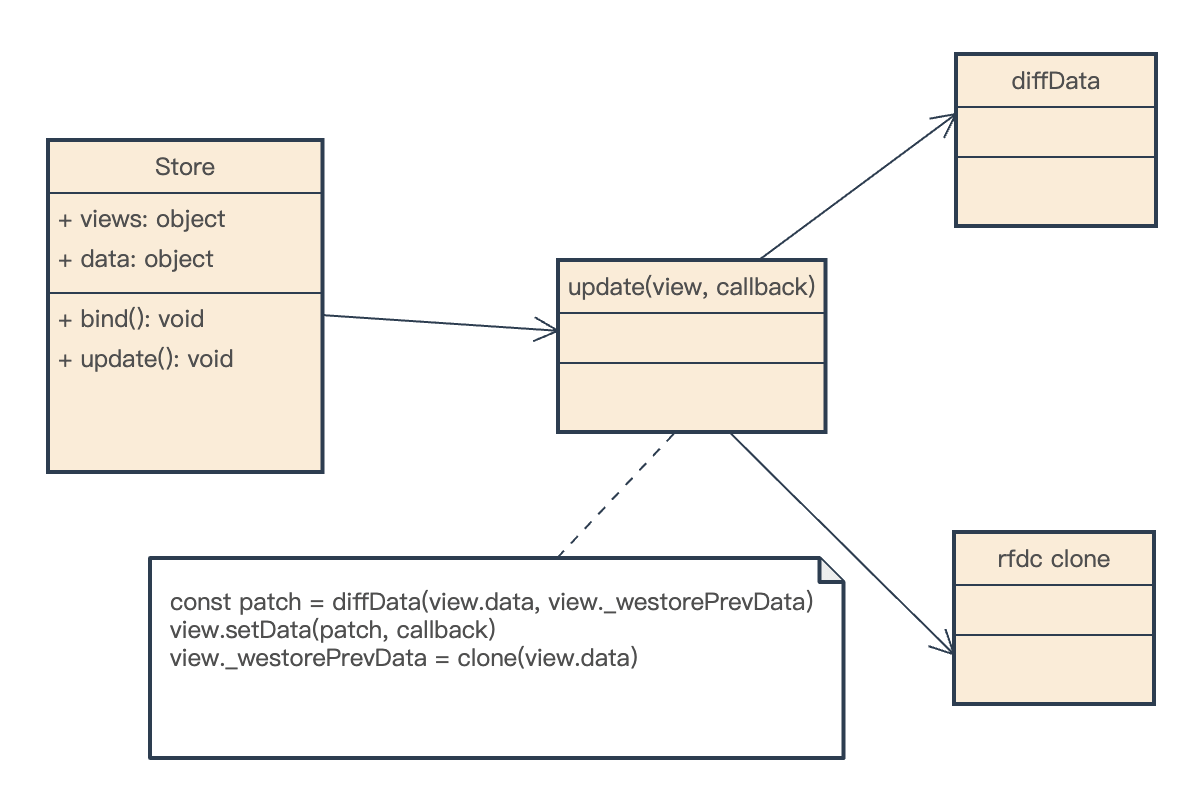 Store
+ views: object
+ data: object
+ bind(): void
+ update(): void
update(view, callback)
diffData
rfdc clone
const patch = diffData(view.data, view._westorePrevData)
view.setData(patch, callback)
view._westorePrevData = clone(view.data)